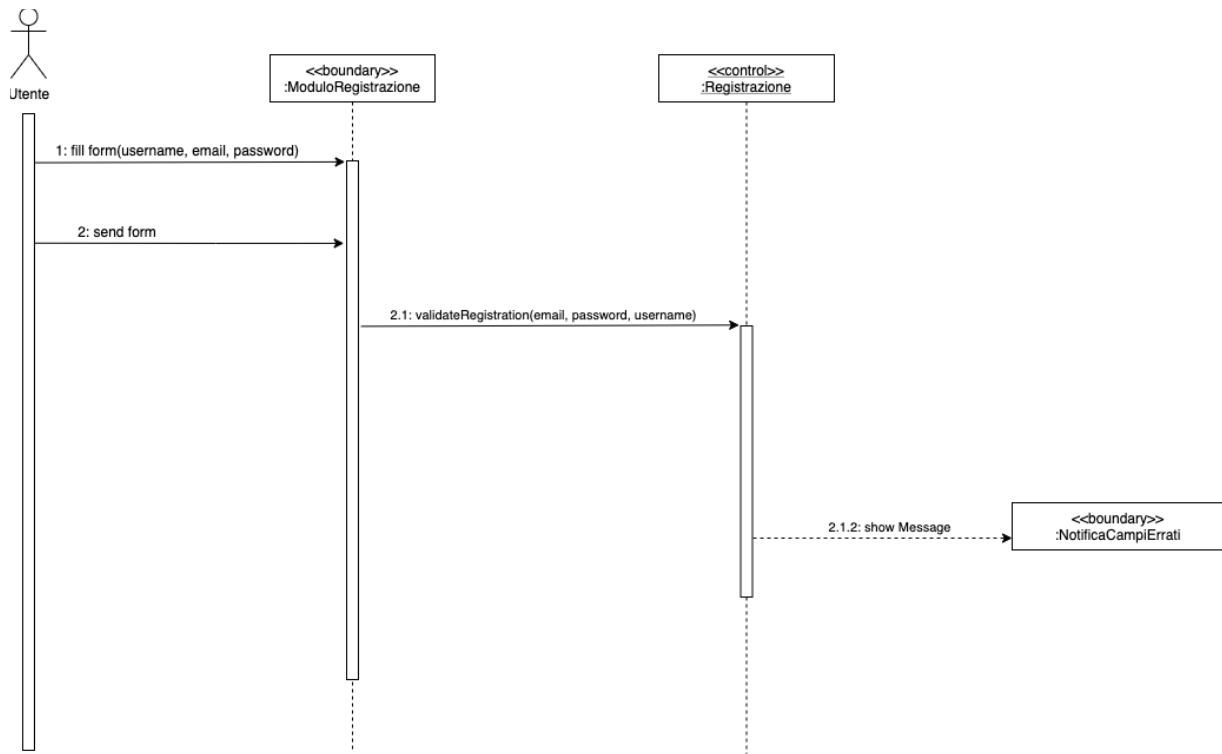 <<boundary>>
:ModuloRegistrazione
<<control>>
:Registrazione
Utente
1: fill form(username, email, password)
2: send form
2.1: validateRegistration(email, password, username)
<<boundary>>
:NotificaCampiErrati
2.1.2: show Message